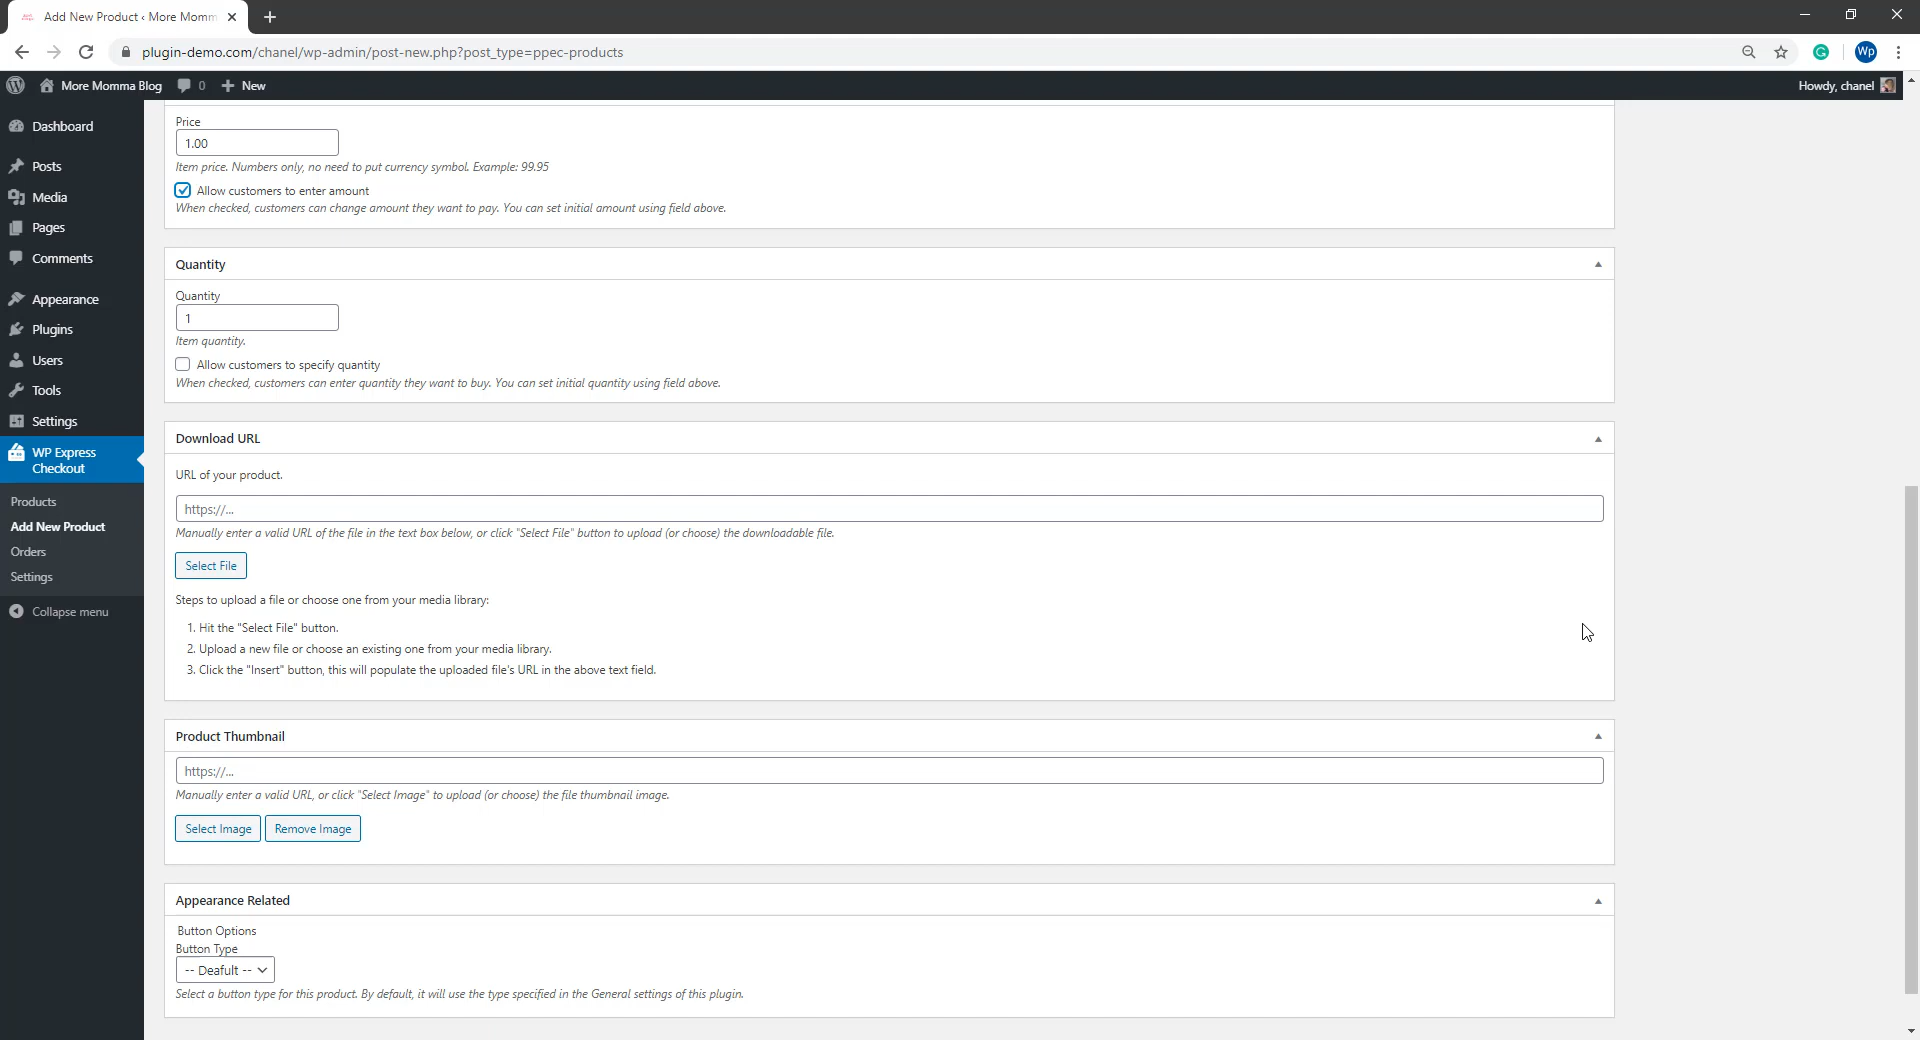 Add New Product ‹ More Momm
plugin-demo.com/chanel/wp-admin/post-new.php?post_type=ppec-products
Wp
More Momma Blog
0
New
Howdy, chanel
Dashboard
Posts
Media
Pages
Comments
Appearance
Plugins
Users
Tools
Settings
WP Express
Checkout
Products
Add New Product
Orders
Settings
Collapse menu
Price
1.00
Item price. Numbers only, no need to put currency symbol. Example: 99.95
Allow customers to enter amount
When checked, customers can change amount they want to pay. You can set initial amount using field above.
Quantity
Quantity
1
Item quantity.
Allow customers to specify quantity
When checked, customers can enter quantity they want to buy. You can set initial quantity using field above.
Download URL
URL of your product.
https://...
Manually enter a valid URL of the file in the text box below, or click "Select File" button to upload (or choose) the downloadable file.
Select File
Steps to upload a file or choose one from your media library:
1. Hit the "Select File" button.
2. Upload a new file or choose an existing one from your media library.
3. Click the "Insert" button, this will populate the uploaded file's URL in the above text field.
Product Thumbnail
https://...
Manually enter a valid URL, or click "Select Image" to upload (or choose) the file thumbnail image.
Select Image
Remove Image
Appearance Related
Button Options
Button Type
-- Deafult --
Select a button type for this product. By default, it will use the type specified in the General settings of this plugin.